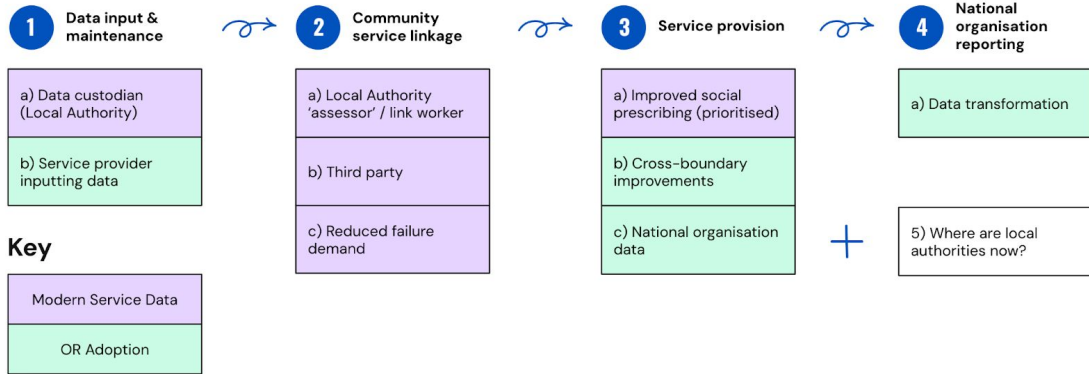 1
Data input &
maintenance
a) Data custodian
(Local Authority)
b) Service provider
inputting data
2
Community
service linkage
a) Local Authority
‘assessor’ / link worker
b) Third party
c) Reduced failure
demand
3
Service provision
a) Improved social
prescribing (prioritised)
b) Cross-boundary
improvements
c) National organisation
data
4
National
organisation
reporting
a) Data transformation
+
5) Where are local
authorities now?
Key
Modern Service Data
OR Adoption